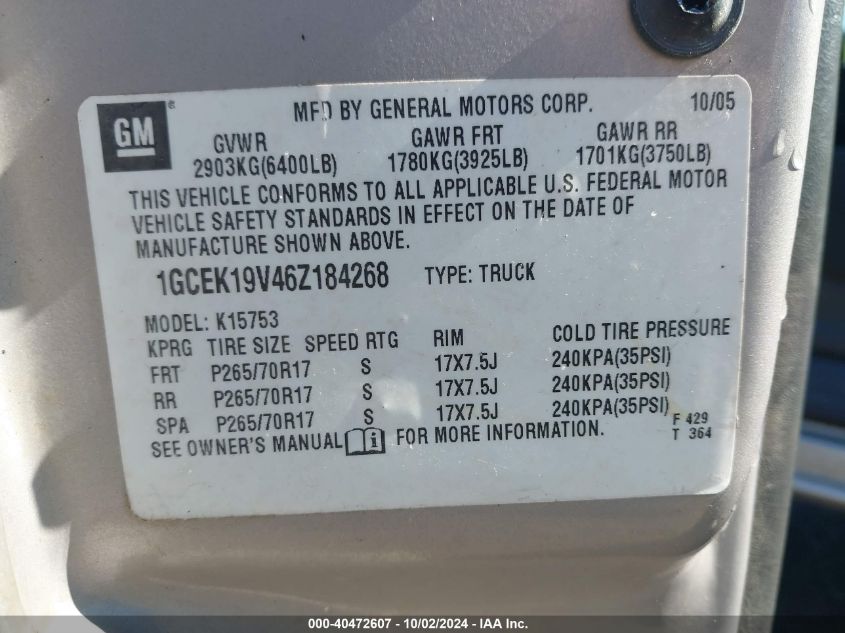 GM ®
MFD BY GENERAL MOTORS CORP. 10/05
GVWR GAWR FRT GAWR RR
2903KG(6400LB) 1780KG(3925LB) 1701KG(3750LB)
THIS VEHICLE CONFORMS TO ALL APPLICABLE U.S. FEDERAL MOTOR
VEHICLE SAFETY STANDARDS IN EFFECT ON THE DATE OF
MANUFACTURE SHOWN ABOVE.
1GCEK19V46Z184268 TYPE: TRUCK
MODEL: K15753
KPRG TIRE SIZE SPEED RTG RIM COLD TIRE PRESSURE
FRT P265/70R17 S 17X7.5J 240KPA(35PSI)
RR P265/70R17 S 17X7.5J 240KPA(35PSI)
SPA P265/70R17 S 17X7.5J 240KPA(35PSI)
SEE OWNER'S MANUAL i FOR MORE INFORMATION.
F 429
T 364
000-40472607 - 10/02/2024 - IAA Inc.